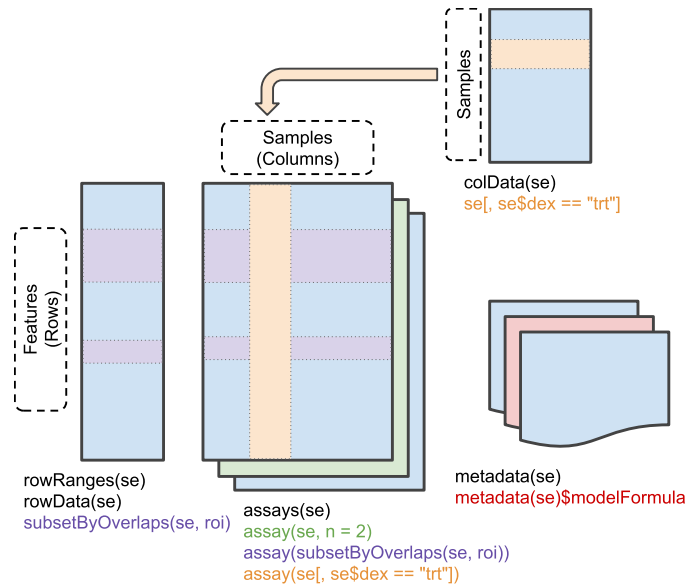 Samples
colData(se)
se[, se$dex == "trt"]
Samples
(Columns)
Features
(Rows)
rowRanges(se)
rowData(se)
subsetByOverlaps(se, roi)
assays(se)
assay(se, n = 2)
assay(subsetByOverlaps(se, roi))
assay(se[, se$dex == "trt"])
metadata(se)
metadata(se)$modelFormula